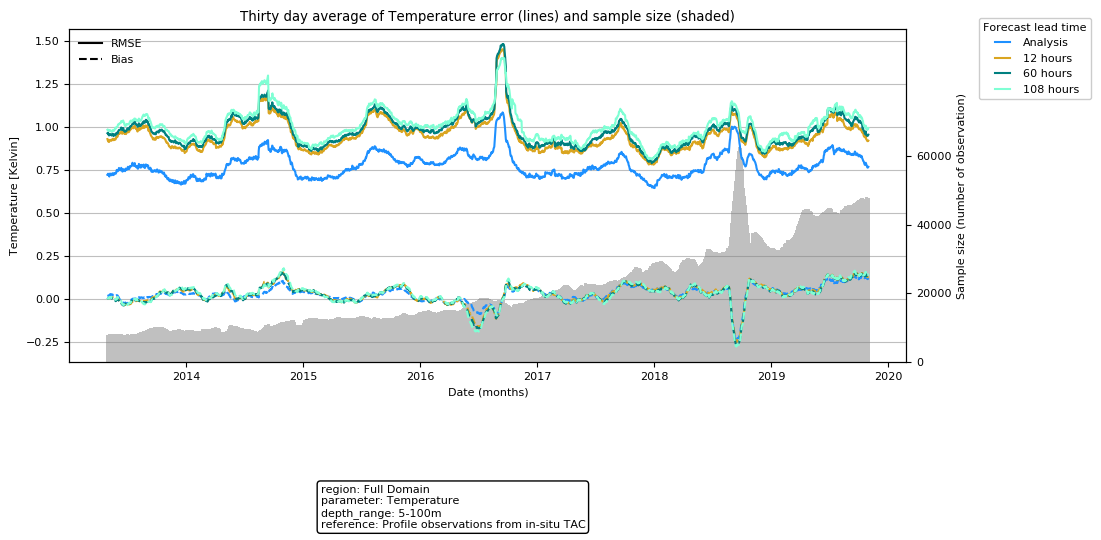 Thirty day average of Temperature error (lines) and sample size (shaded)
Forecast lead time
Analysis
12 hours
60 hours
108 hours
RMSE
Bias
1.50
1.25
1.00
0.75
0.50
0.25
0.00
−0.25
Temperature [Kelvin]
60000
40000
20000
0
Sample size (number of observation)
2014 2015 2016 2017 2018 2019 2020
Date (months)
region: Full Domain
parameter: Temperature
depth_range: 5-100m
reference: Profile observations from in-situ TAC